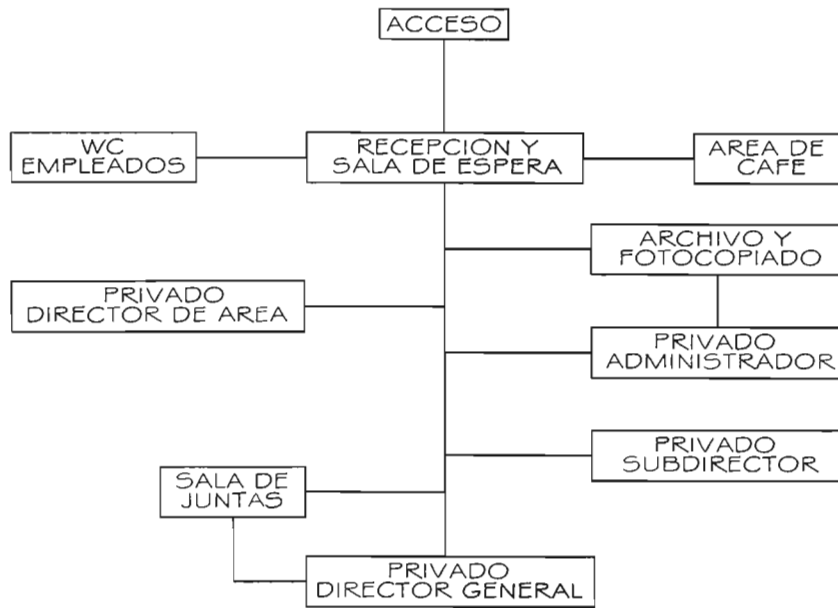 ACCESO
WC
EMPLEADOS
RECEPCION Y
SALA DE ESPERA
AREA DE
CAFE
ARCHIVO Y
FOTOCOPIADO
PRIVADO
DIRECTOR DE AREA
PRIVADO
ADMINISTRADOR
PRIVADO
SUBDIRECTOR
SALA DE
JUNTAS
PRIVADO
DIRECTOR GENERAL